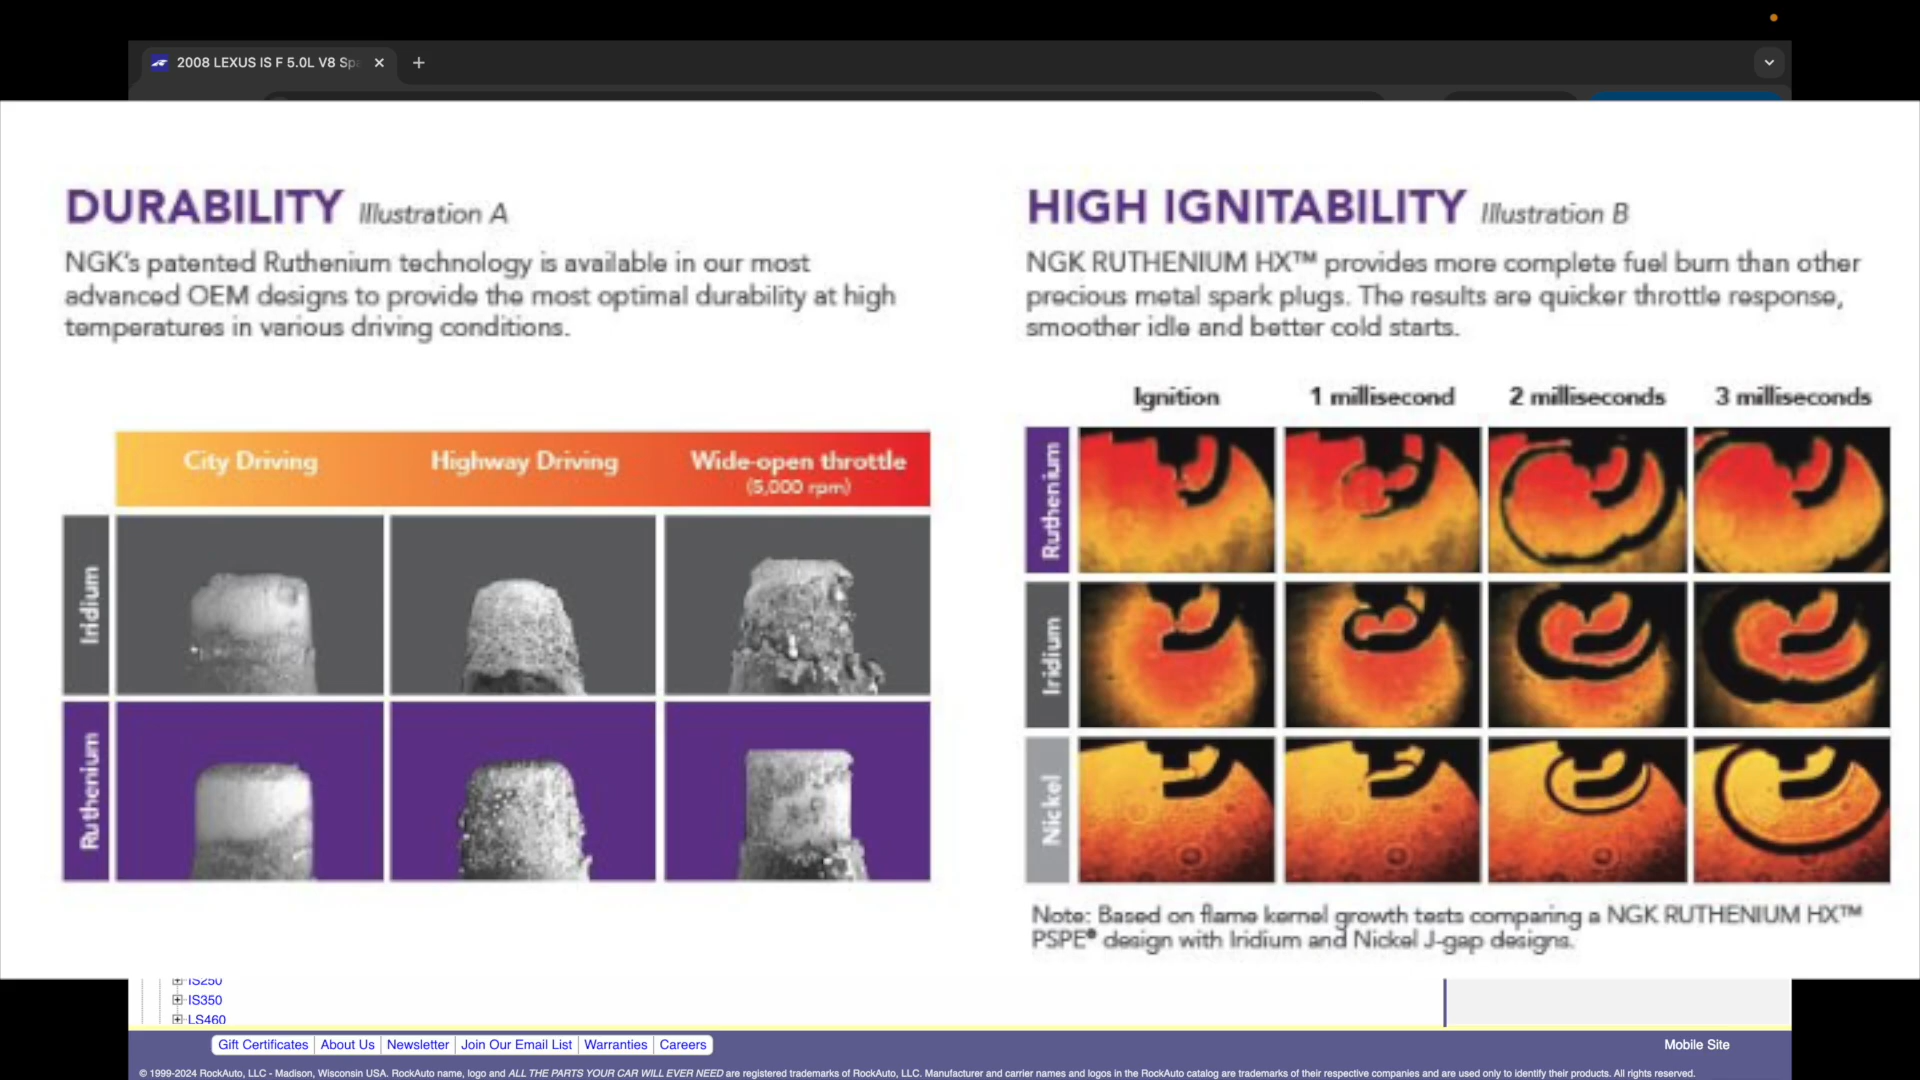 2008 LEXUS IS F 5.0L V8 Sp
DURABILITY Illustration A
NGK's patented Ruthenium technology is available in our most
advanced OEM designs to provide the most optimal durability at high
temperatures in various driving conditions.
City Driving
Highway Driving
Wide-open throttle
(5,000 rpm)
Iridium
Ruthenium
HIGH IGNITABILITY Illustration B
NGK RUTHENIUM HX™ provides more complete fuel burn than other
precious metal spark plugs. The results are quicker throttle response,
smoother idle and better cold starts.
Ignition
1 millisecond
2 milliseconds
3 milliseconds
Ruthenium
Iridium
Nickel
Note: Based on flame kernel growth tests comparing a NGK RUTHENIUM HX™
PSPE® design with Iridium and Nickel J-gap designs.
IS250
IS350
LS460
Gift Certificates
About Us
Newsletter
Join Our Email List
Warranties
Careers
Mobile Site
© 1999-2024 RockAuto, LLC - Madison, Wisconsin USA. RockAuto name, logo and ALL THE PARTS YOUR CAR WILL EVER NEED are registered trademarks of RockAuto, LLC. Manufacturer and carrier names and logos in the RockAuto catalog are trademarks of their respective companies and are used only to identify their products. All rights reserved.